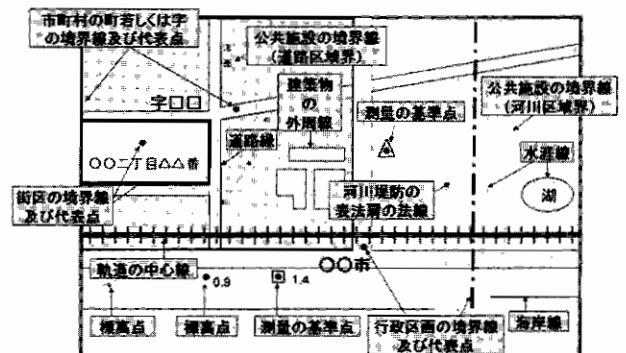 市町村の町若しくは字
の境界線及び代表点
公共施設の境界線
（道路区域界）
建築物
の
外周線
字□□
測量の基準点
公共施設の境界線
（河川区域界）
道路縁
水涯線
〇〇二丁目△△番
湖
街区の境界線
及び代表点
河川堤防の
表法肩の法線
軌道の中心線
〇〇市
0.9
1.4
標高点
標高点
測量の基準点
行政区画の境界線
及び代表点
海岸線